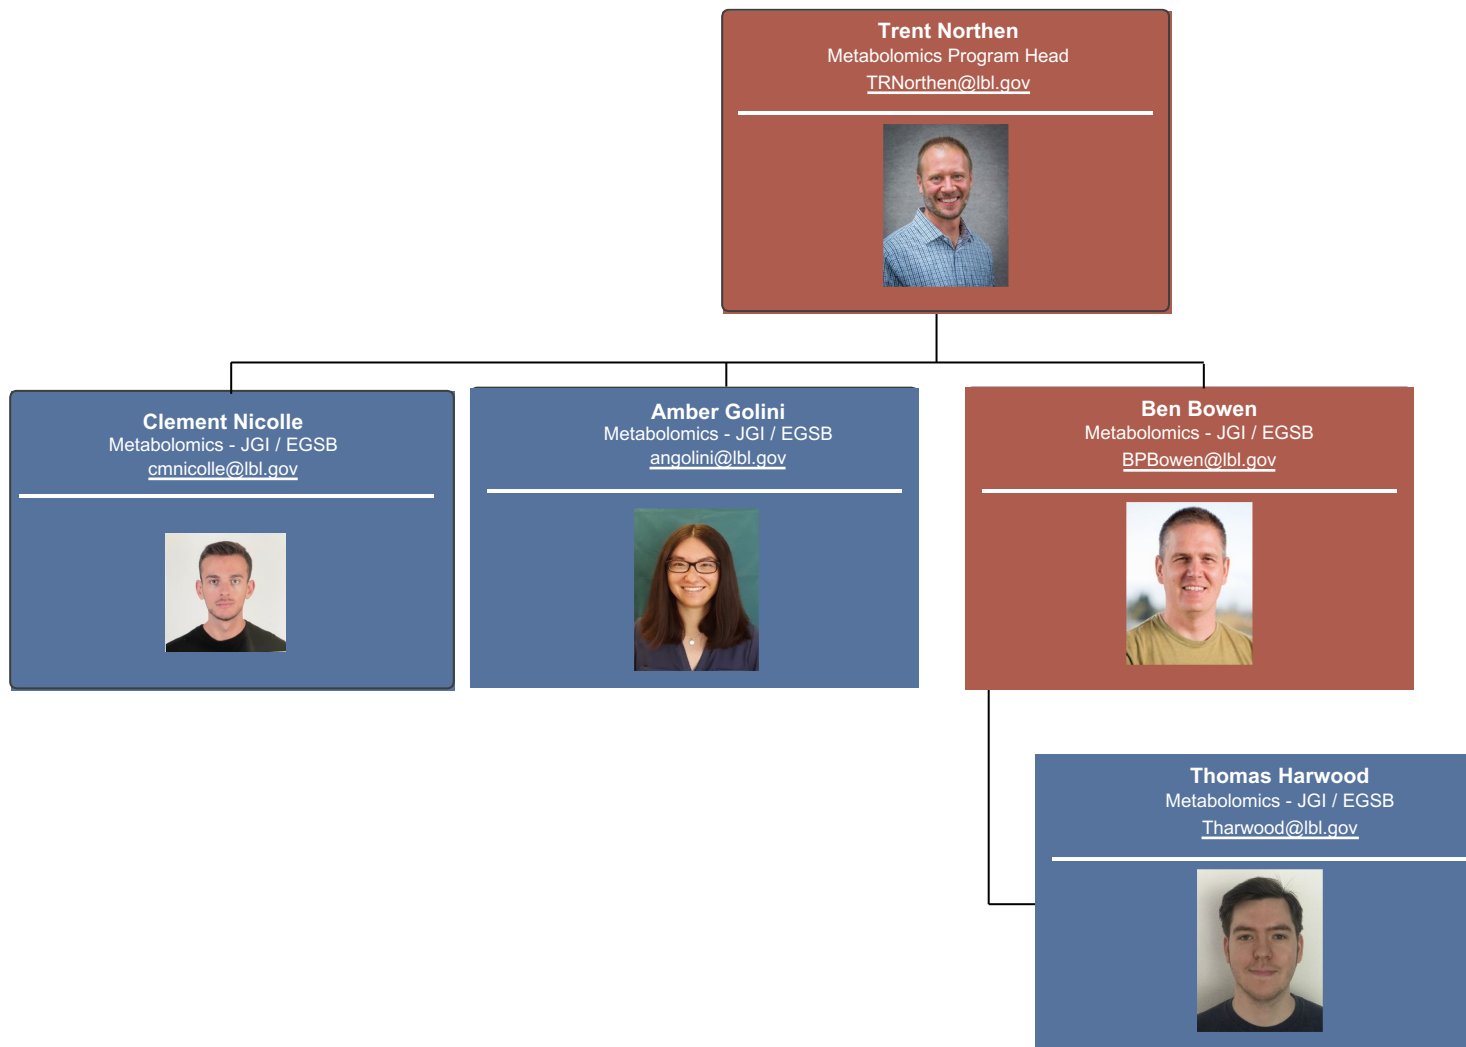 Trent Northen
Metabolomics Program Head
TRNorthen@lbl.gov
Clement Nicolle
Metabolomics - JGI / EGSB
cmnicolle@lbl.gov
Amber Golini
Metabolomics - JGI / EGSB
angolini@lbl.gov
Ben Bowen
Metabolomics - JGI / EGSB
BPBowen@lbl.gov
Thomas Harwood
Metabolomics - JGI / EGSB
Tharwood@lbl.gov